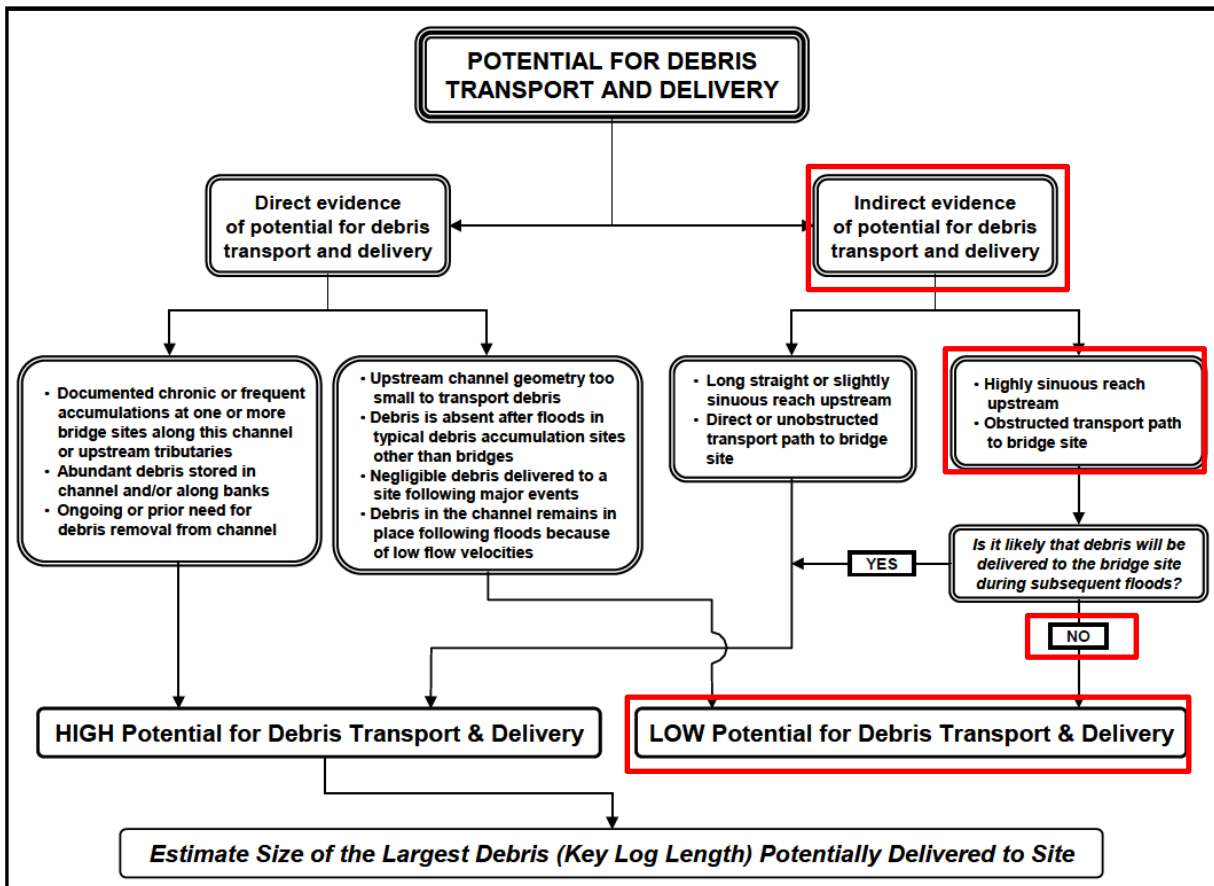 POTENTIAL FOR DEBRIS
TRANSPORT AND DELIVERY
Direct evidence
of potential for debris
transport and delivery
Indirect evidence
of potential for debris
transport and delivery
• Documented chronic or frequent
accumulations at one or more
bridge sites along this channel
or upstream tributaries
• Abundant debris stored in
channel and/or along banks
• Ongoing or prior need for
debris removal from channel
• Upstream channel geometry too
small to transport debris
• Debris is absent after floods in
typical debris accumulation sites
other than bridges
• Negligible debris delivered to a
site following major events
• Debris in the channel remains in
place following floods because
of low flow velocities
• Long straight or slightly
sinuous reach upstream
• Direct or unobstructed
transport path to bridge
site
• Highly sinuous reach
upstream
• Obstructed transport path
to bridge site
Is it likely that debris will be
delivered to the bridge site
during subsequent floods?
YES
NO
HIGH Potential for Debris Transport & Delivery
LOW Potential for Debris Transport & Delivery
Estimate Size of the Largest Debris (Key Log Length) Potentially Delivered to Site